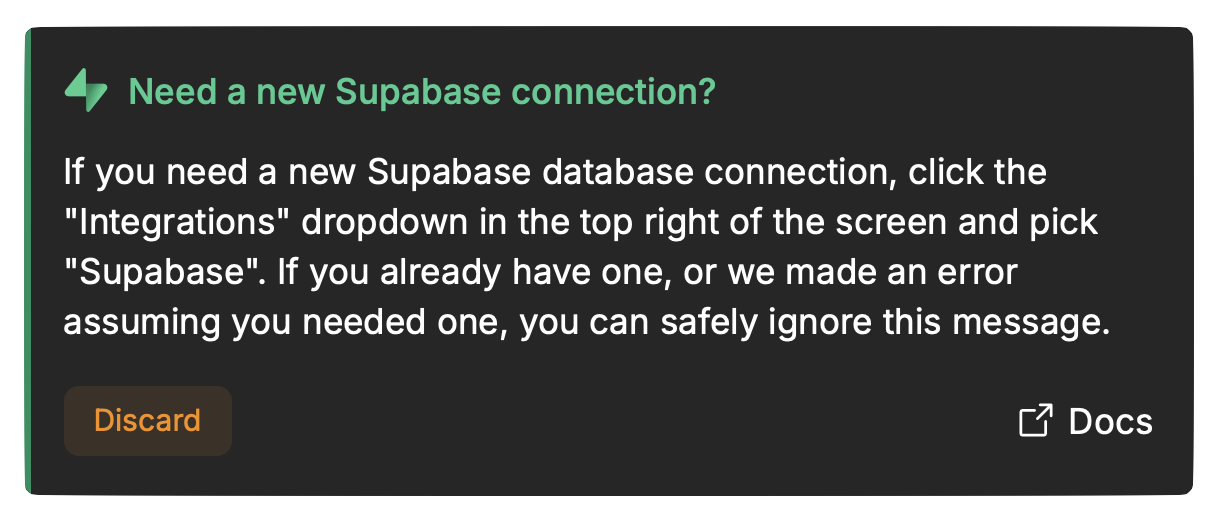 Need a new Supabase connection?
If you need a new Supabase database connection, click the
"Integrations" dropdown in the top right of the screen and pick
"Supabase". If you already have one, or we made an error
assuming you needed one, you can safely ignore this message.
Discard
Docs